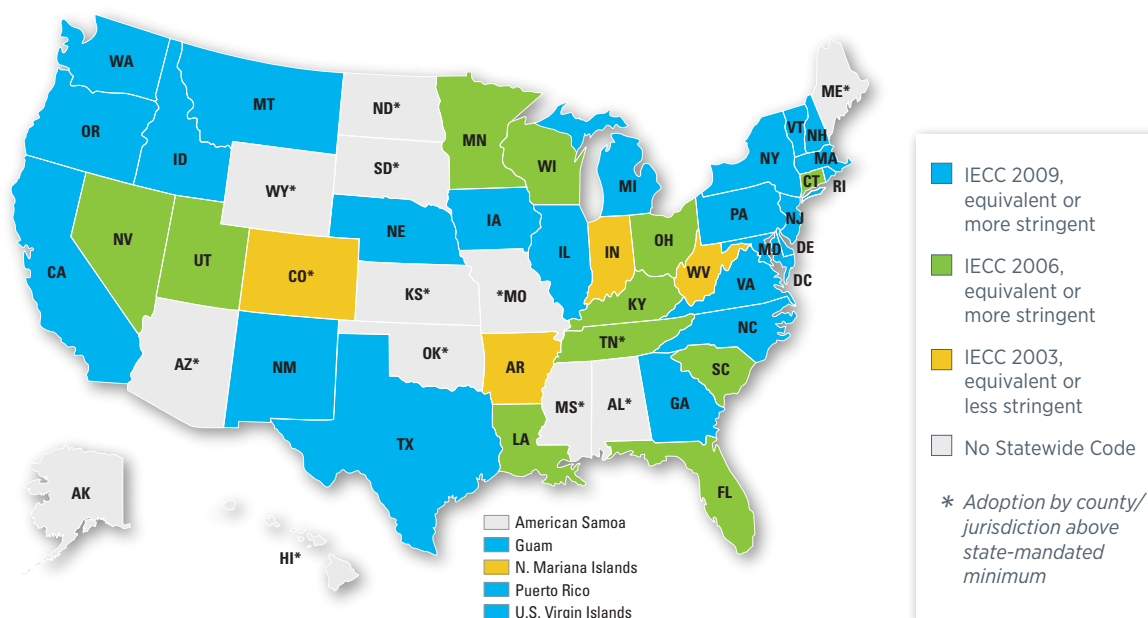 WA
MT
ND*
ME*
OR
ID
SD*
MN
WI
VT
NH
WY*
MI
NY
MA
CT
RI
NV
UT
NE
IA
PA
NJ
CA
CO*
IL
IN
OH
MD
DE
KS*
*MO
WV
VA
DC
KY
AZ*
NM
OK*
AR
TN*
NC
SC
TX
MS*
AL*
GA
LA
FL
AK
HI*
American Samoa
Guam
N. Mariana Islands
Puerto Rico
U.S. Virgin Islands
IECC 2009,
equivalent or
more stringent
IECC 2006,
equivalent or
more stringent
IECC 2003,
equivalent or
less stringent
No Statewide Code
* Adoption by county/
jurisdiction above
state-mandated
minimum